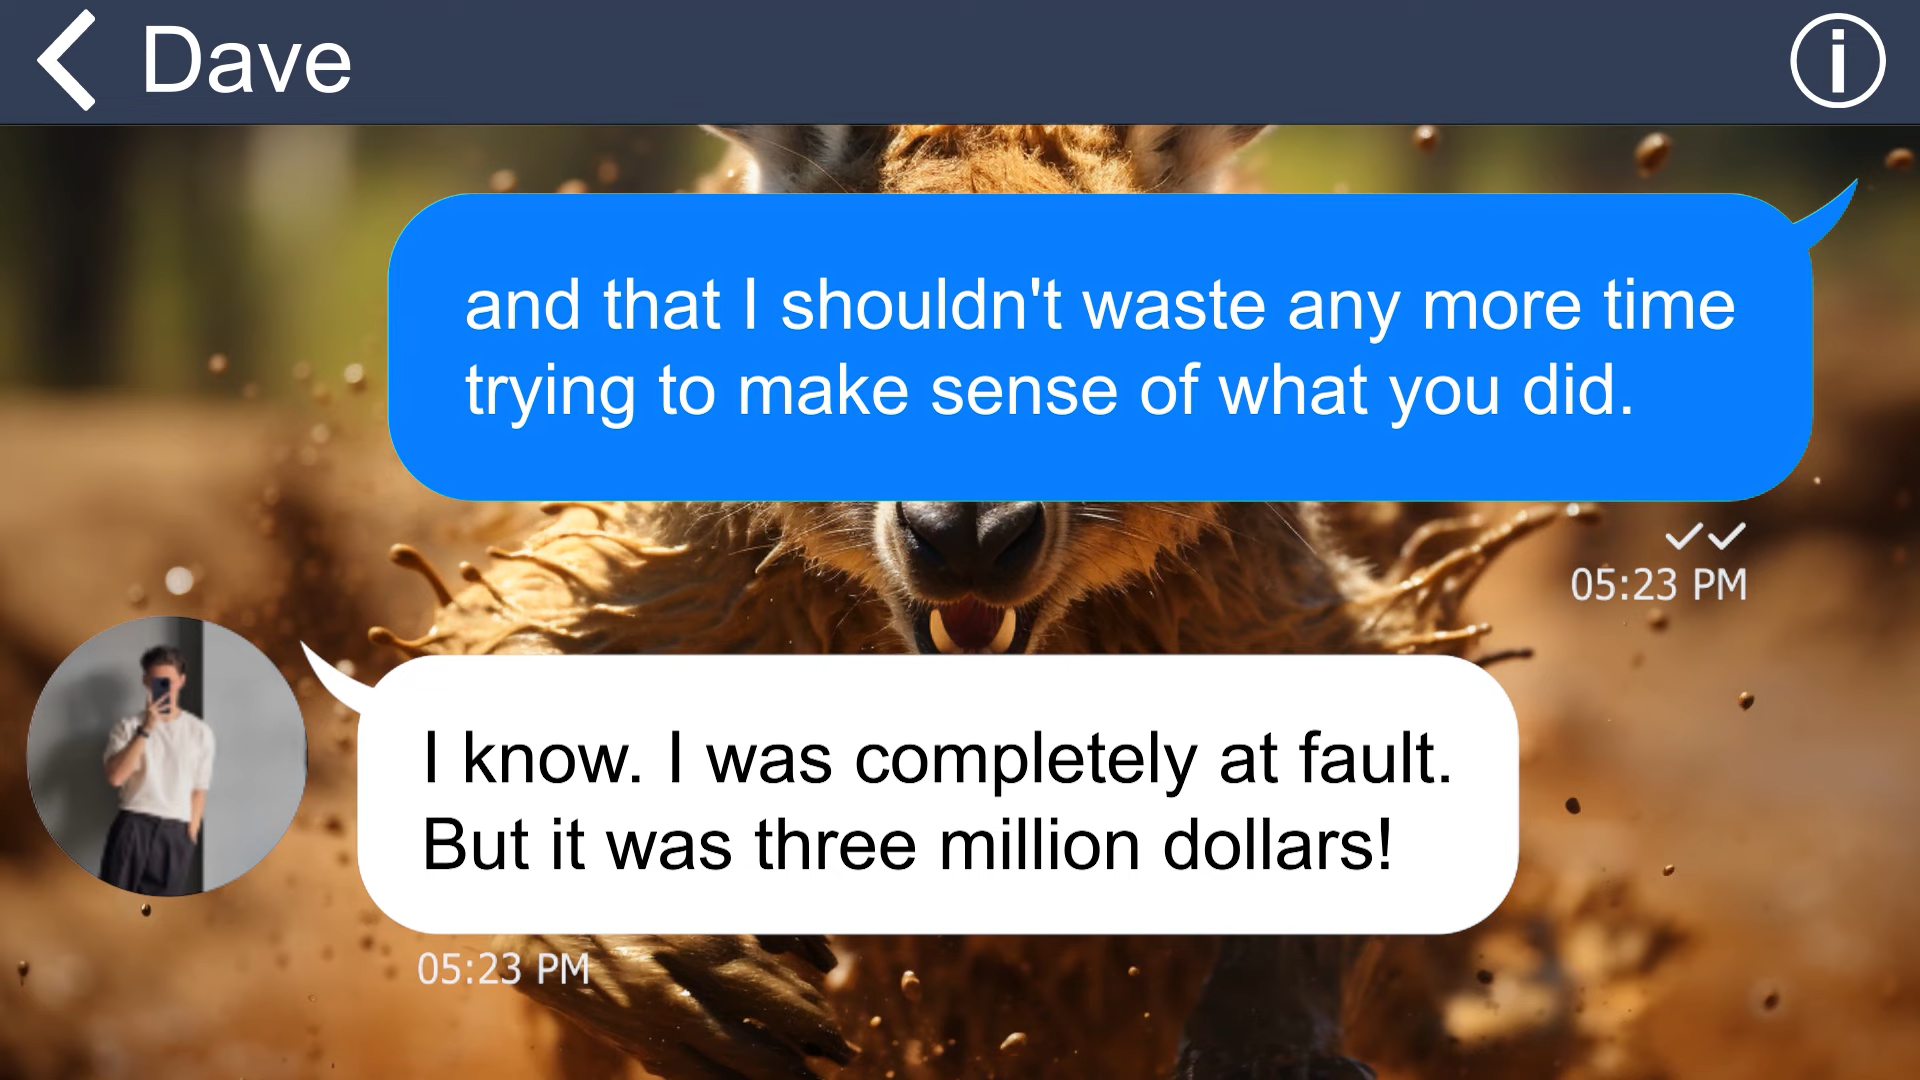 Dave
and that I shouldn't waste any more time
trying to make sense of what you did.
05:23 PM
I know. I was completely at fault.
But it was three million dollars!
05:23 PM